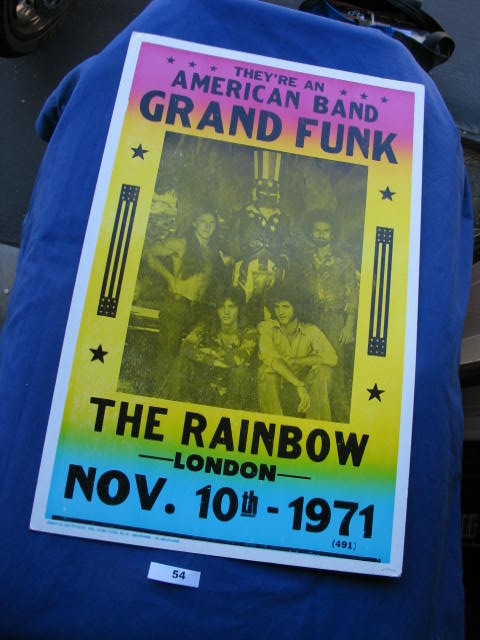 THEY'RE AN
AMERICAN BAND
GRAND FUNK
THE RAINBOW
LONDON
NOV. 10th - 1971
(491)
54